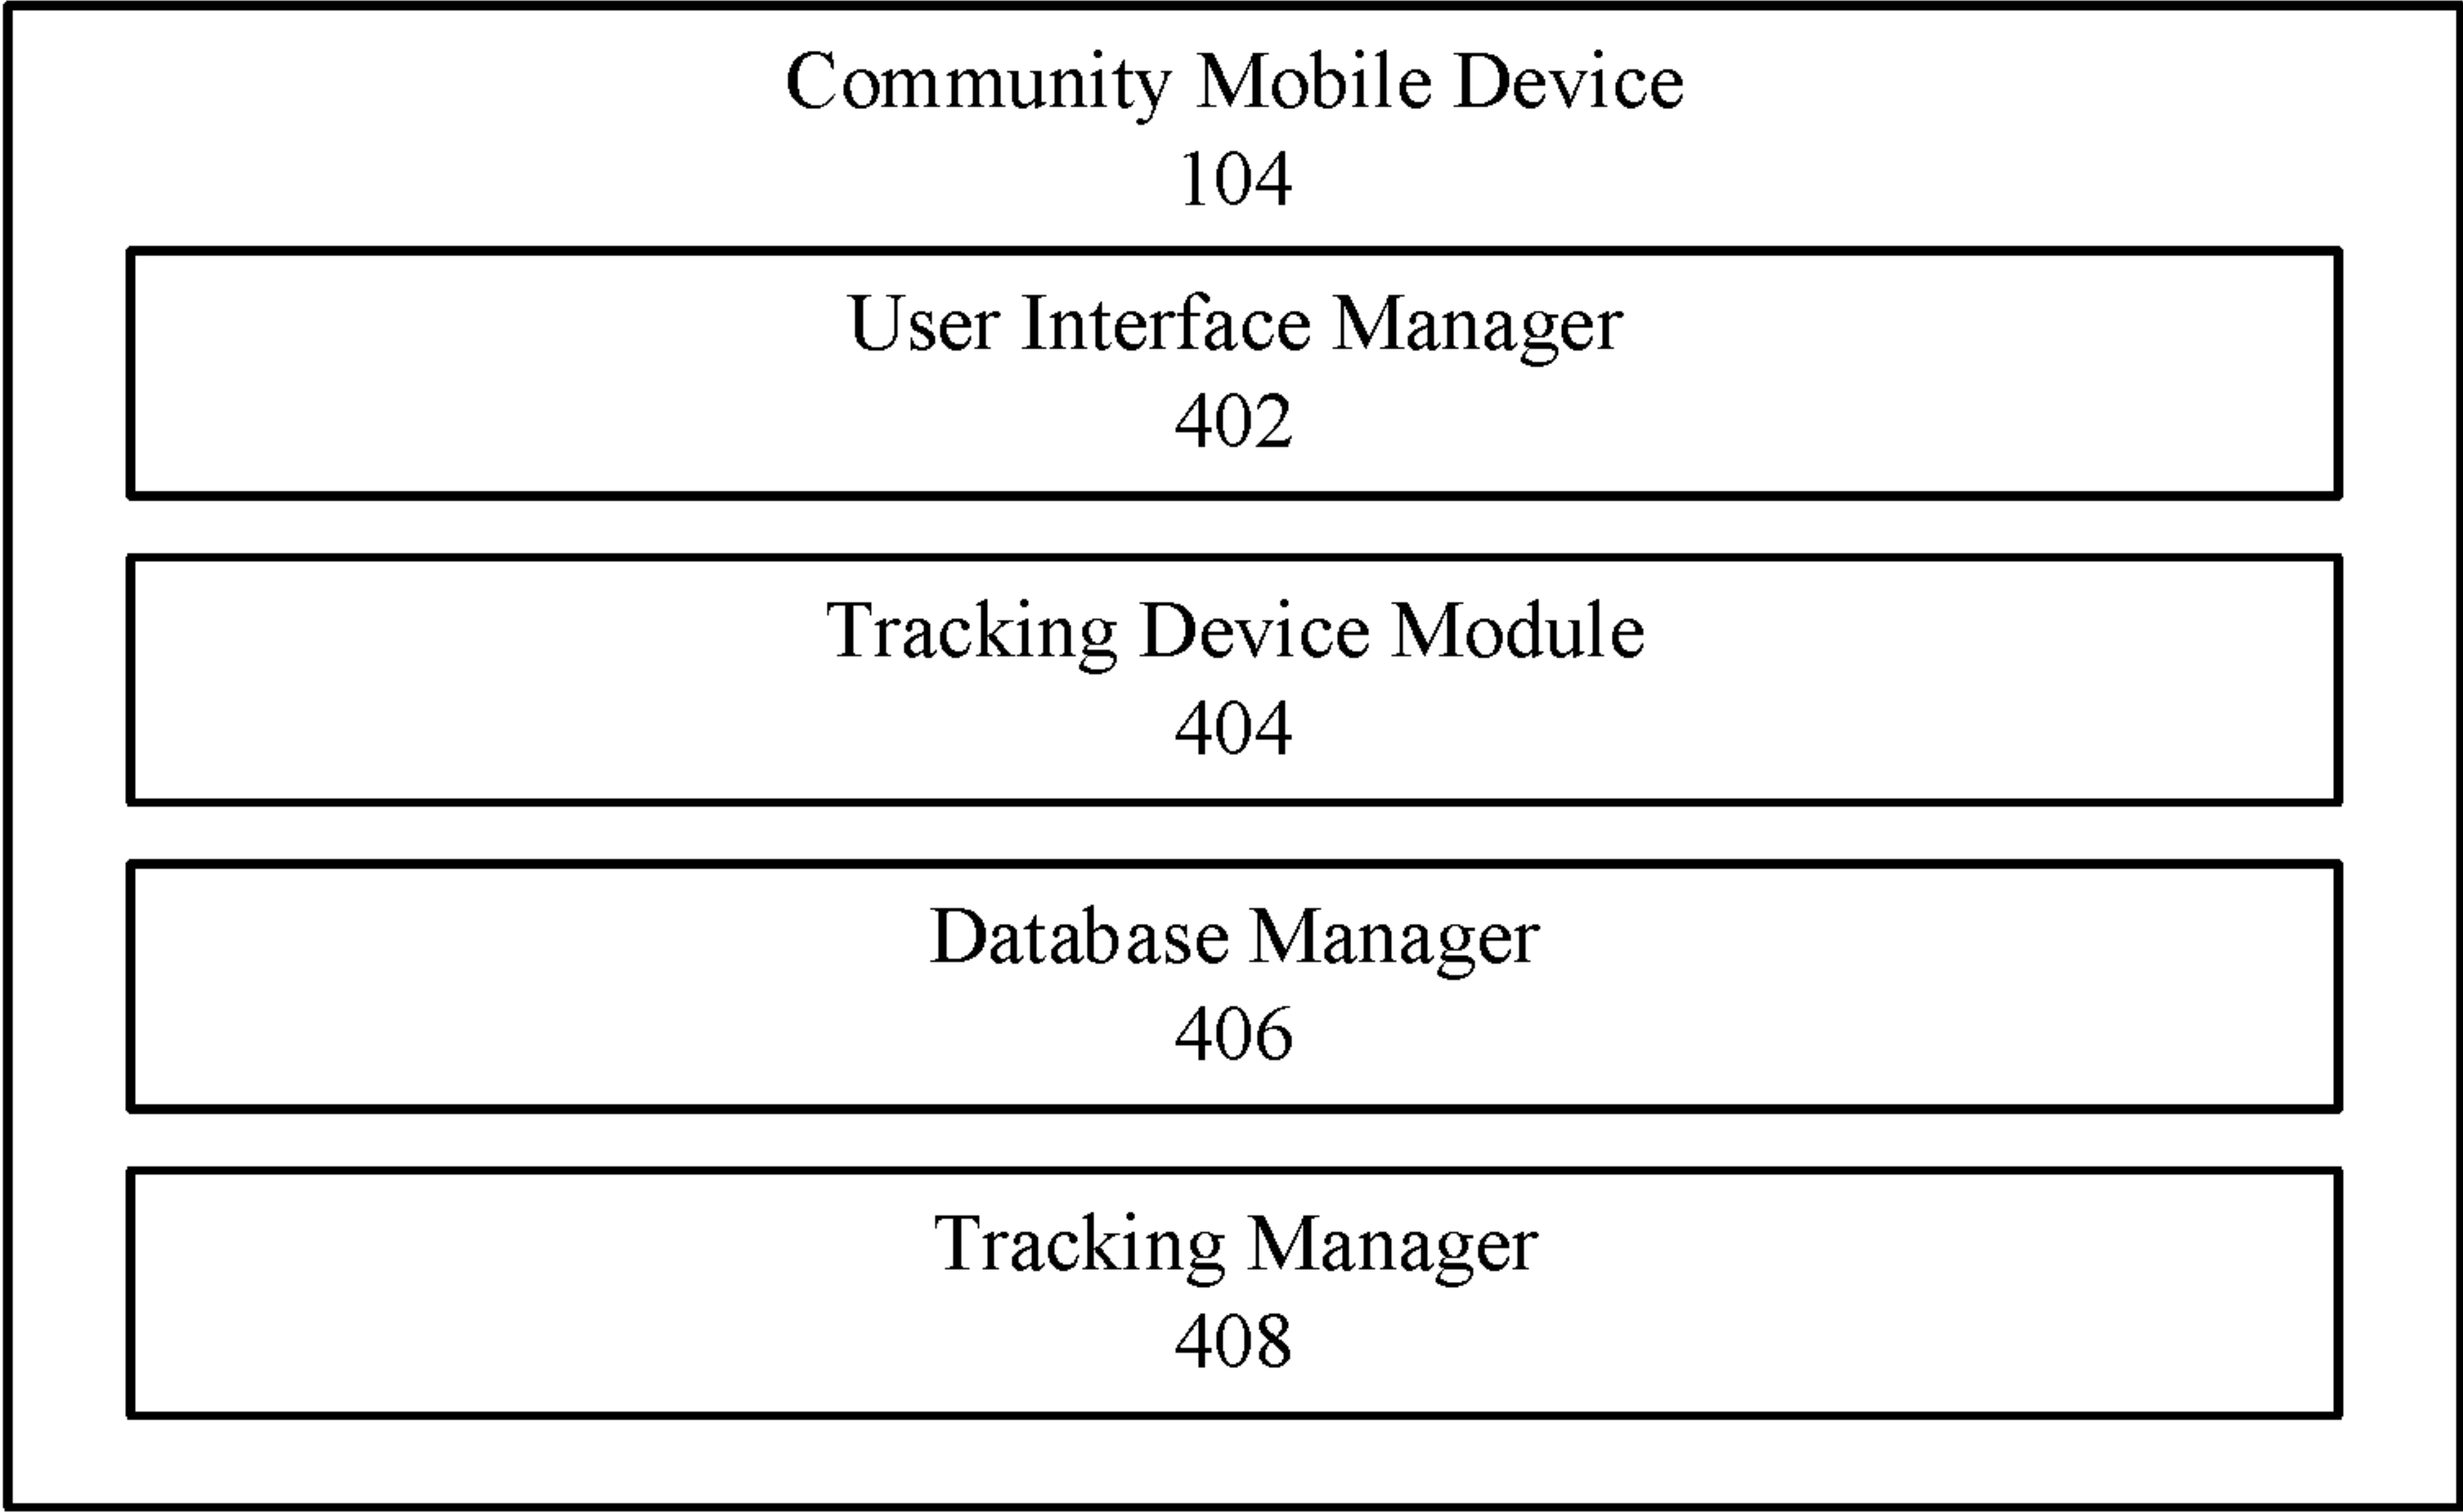 Community Mobile Device
104
User Interface Manager
402
Tracking Device Module
404
Database Manager
406
Tracking Manager
408